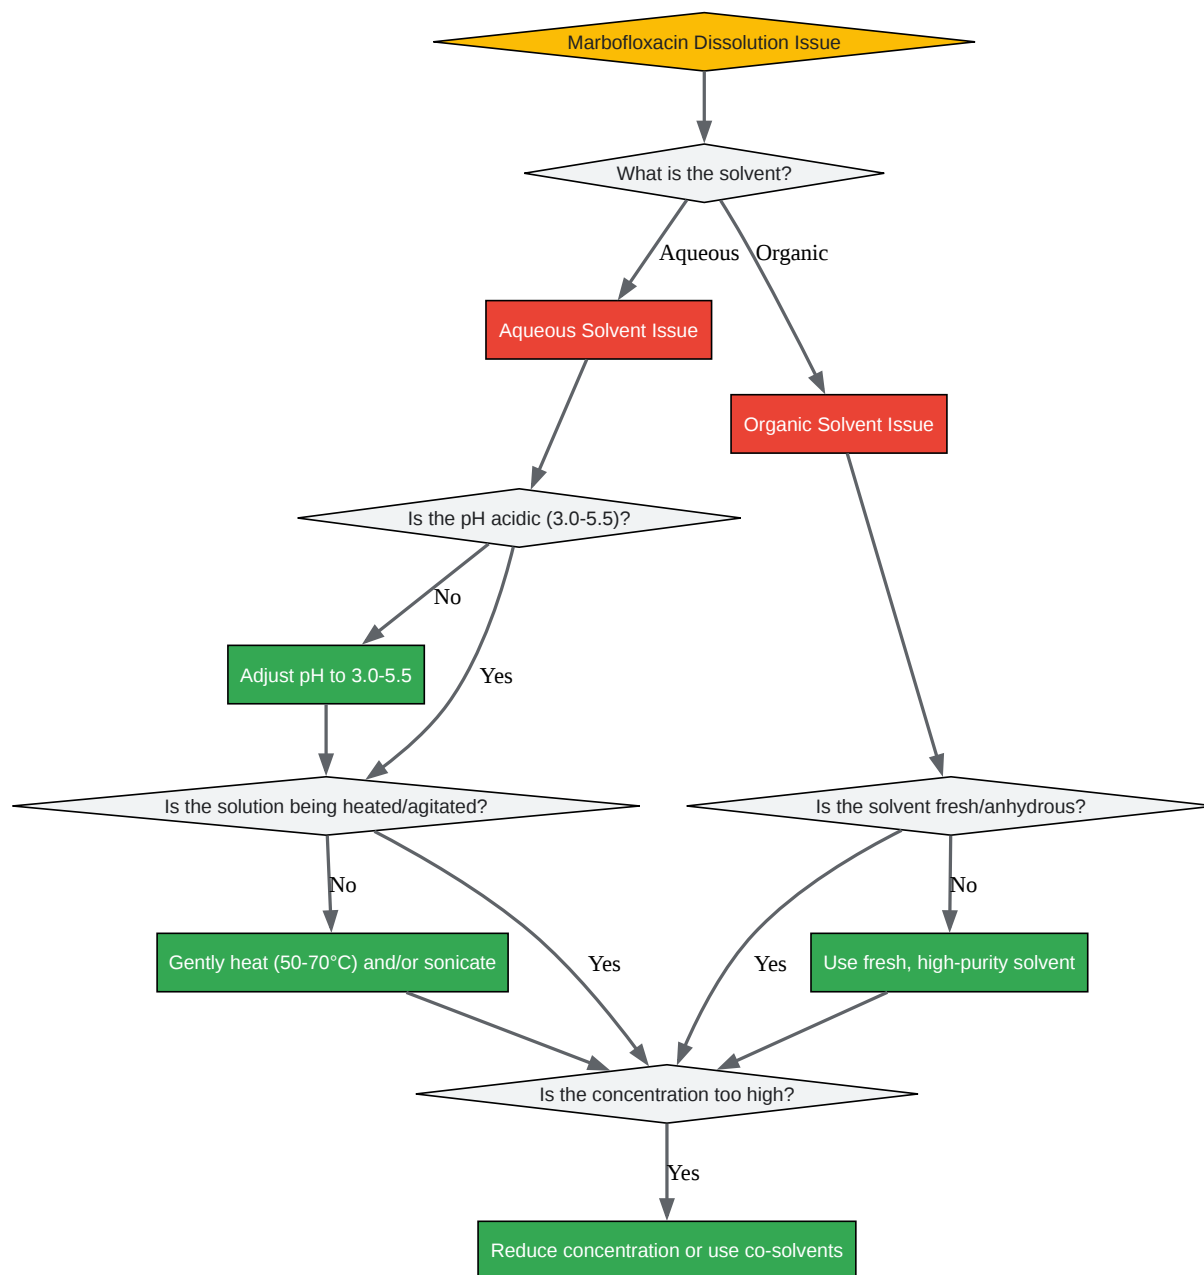 Marbofloxacin Dissolution Issue
What is the solvent?
Aqueous
Organic
Aqueous Solvent Issue
Organic Solvent Issue
Is the pH acidic (3.0-5.5)?
No
Adjust pH to 3.0-5.5
Yes
Is the solution being heated/agitated?
Is the solvent fresh/anhydrous?
No
No
Gently heat (50-70°C) and/or sonicate
Yes
Yes
Use fresh, high-purity solvent
Is the concentration too high?
Yes
Reduce concentration or use co-solvents